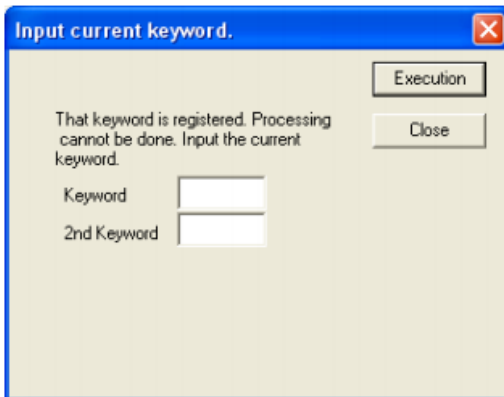 Input current keyword.
Execution
That keyword is registered. Processing
cannot be done. Input the current
keyword.
Close
Keyword
2nd Keyword